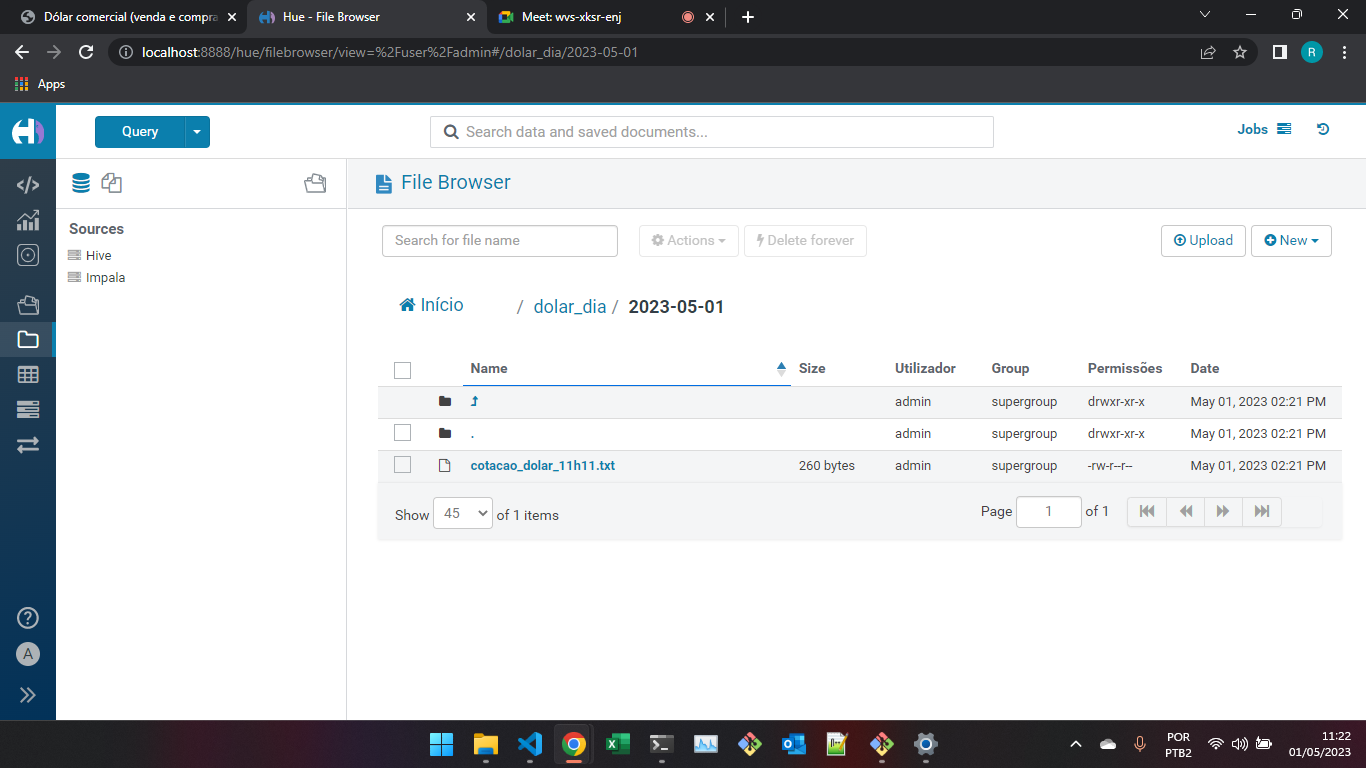 Dólar comercial (venda e compra
Hue - File Browser
Meet: wvs-xksr-enj
localhost:8888/hue/filebrowser/view=%2Fuser%2Fadmin#/dolar_dia/2023-05-01
R
Apps
Query
Search data and saved documents...
Jobs
File Browser
Sources
Hive
Impala
Search for file name
Actions
Delete forever
Upload
New
Início / dolar_dia / 2023-05-01
Name Size Utilizador Group Permissões Date
admin supergroup drwxr-xr-x May 01, 2023 02:21 PM
. admin supergroup drwxr-xr-x May 01, 2023 02:21 PM
cotacao_dolar_11h11.txt 260 bytes admin supergroup -rw-r--r-- May 01, 2023 02:21 PM
Show 45 of 1 items
Page 1 of 1
A
POR
PTB2
11:22
01/05/2023